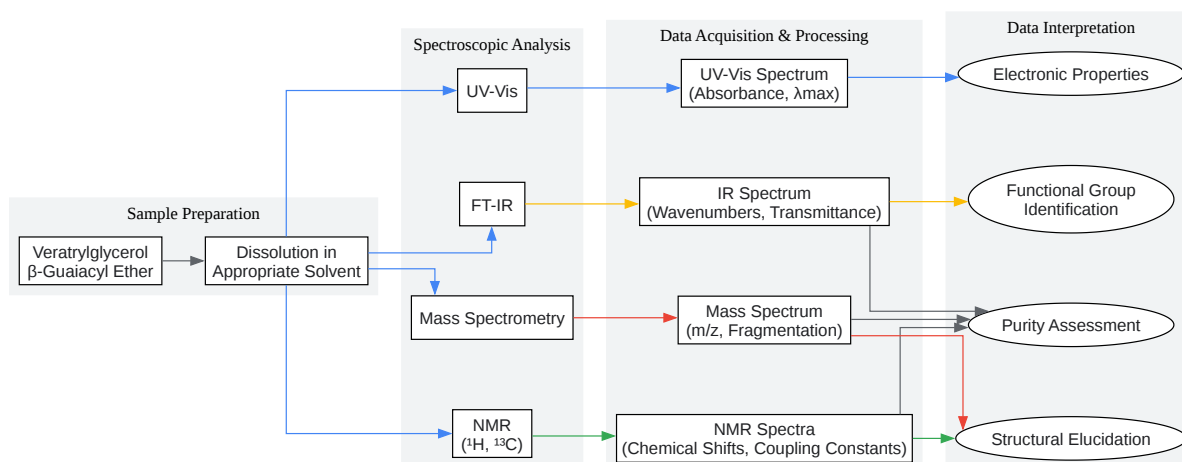 Sample Preparation
Veratrylglycerol
β-Guaiacyl Ether
Dissolution in
Appropriate Solvent
Spectroscopic Analysis
UV-Vis
FT-IR
Mass Spectrometry
NMR
(¹H, ¹³C)
Data Acquisition & Processing
UV-Vis Spectrum
(Absorbance, λmax)
IR Spectrum
(Wavenumbers, Transmittance)
Mass Spectrum
(m/z, Fragmentation)
NMR Spectra
(Chemical Shifts, Coupling Constants)
Data Interpretation
Electronic Properties
Functional Group
Identification
Purity Assessment
Structural Elucidation